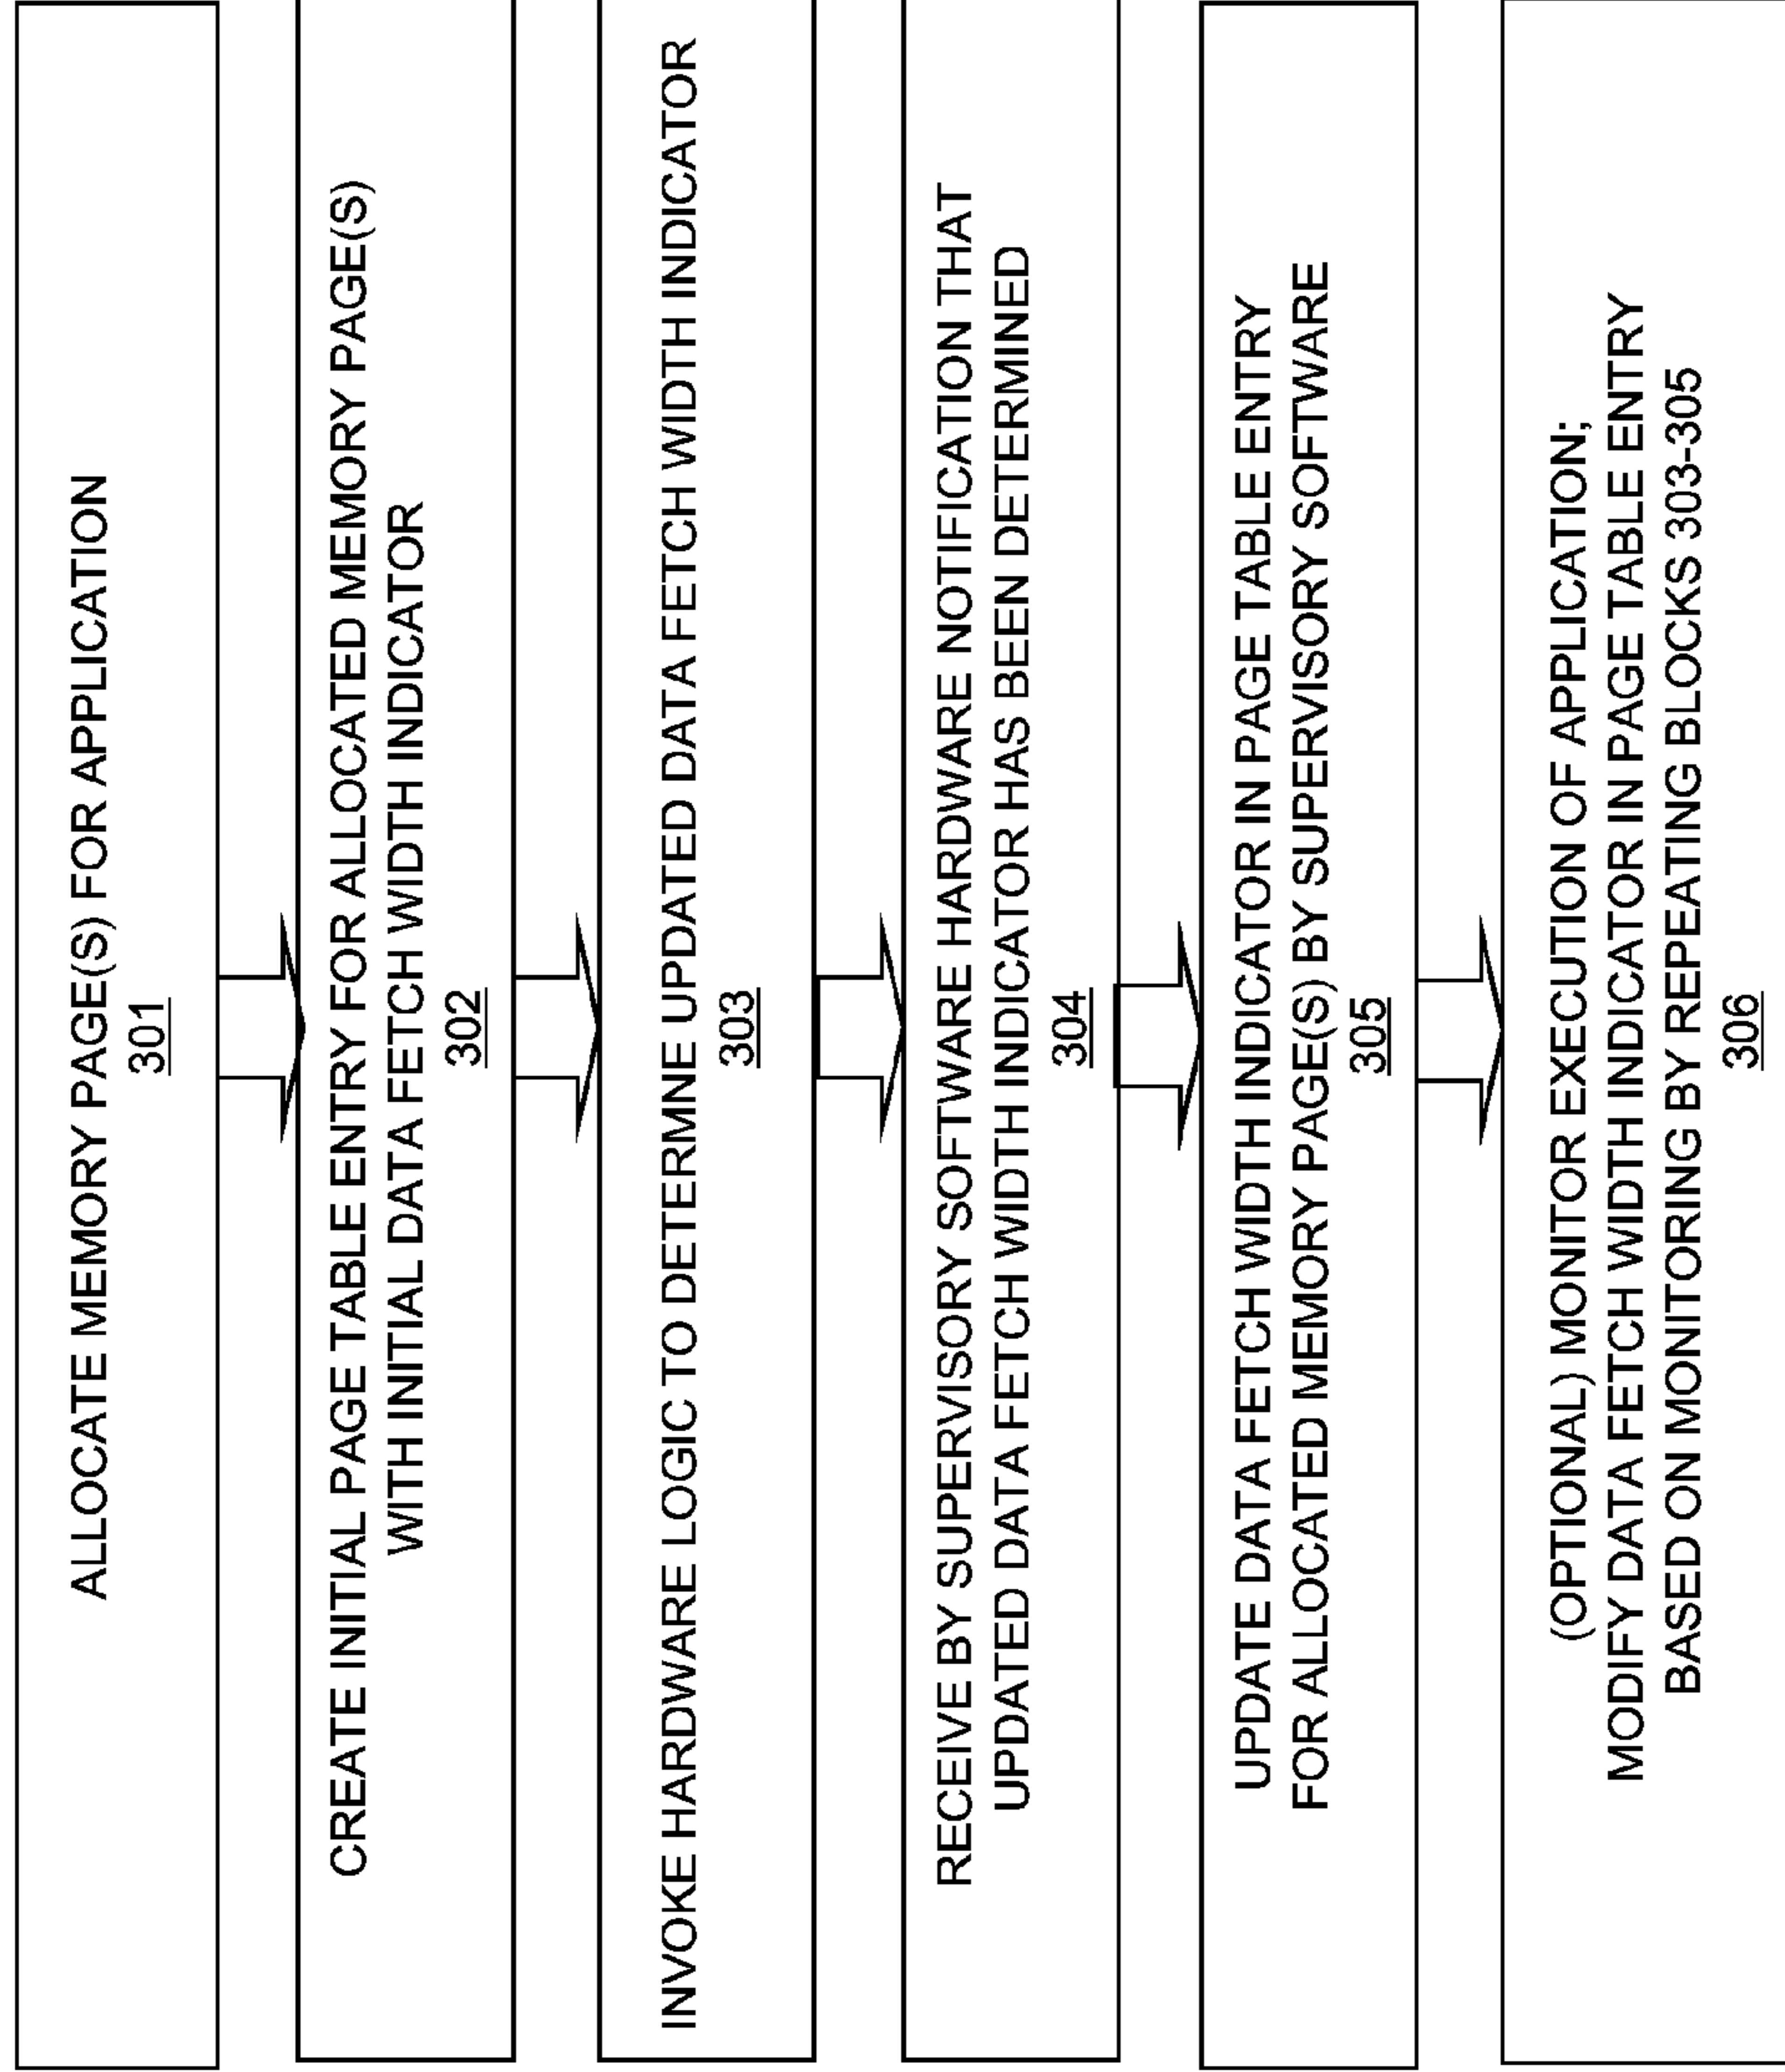 ALLOCATE MEMORY PAGE(S) FOR APPLICATION
301
CREATE INITIAL PAGE TABLE ENTRY FOR ALLOCATED MEMORY PAGE(S)
WITH INITIAL DATA FETCH WIDTH INDICATOR
302
INVOKE HARDWARE LOGIC TO DETERMNE UPDATED DATA FETCH WIDTH INDICATOR
303
RECEIVE BY SUPERVISORY SOFTWARE HARDWARE NOTIFICATION THAT
UPDATED DATA FETCH WIDTH INDICATOR HAS BEEN DETERMINED
304
UPDATE DATA FETCH WIDTH INDICATOR IN PAGE TABLE ENTRY
FOR ALLOCATED MEMORY PAGE(S) BY SUPERVISORY SOFTWARE
305
(OPTIONAL) MONITOR EXECUTION OF APPLICATION;
MODIFY DATA FETCH WIDTH INDICATOR IN PAGE TABLE ENTRY
BASED ON MONITORING BY REPEATING BLOCKS 303-305
306